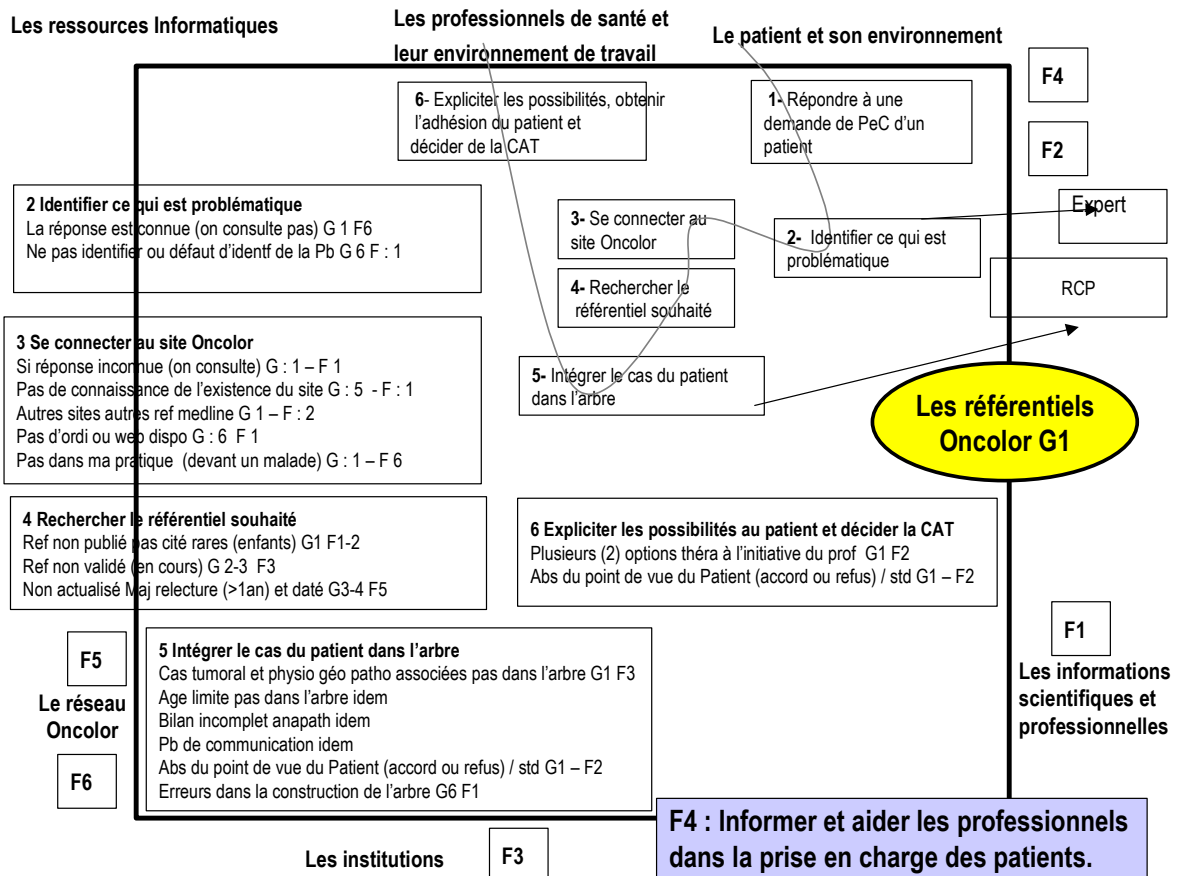 Les ressources Informatiques
Les professionnels de santé et
leur environnement de travail
Le patient et son environnement
F4
F2
6- Expliciter les possibilités, obtenir
l’adhésion du patient et
décider de la CAT
1- Répondre à une
demande de PeC d’un
patient
2 Identifier ce qui est problématique
La réponse est connue (on consulte pas) G 1 F6
Ne pas identifier ou défaut d’identf de la Pb G 6 F : 1
3- Se connecter au
site Oncolor
2- Identifier ce qui est
problématique
Expert
4- Rechercher le
référentiel souhaité
RCP
3 Se connecter au site Oncolor
Si réponse inconnue (on consulte) G : 1 – F 1
Pas de connaissance de l’existence du site G : 5 - F : 1
Autres sites autres ref medline G 1 – F : 2
Pas d’ordi ou web dispo G : 6 F 1
Pas dans ma pratique (devant un malade) G : 1 – F 6
5- Intégrer le cas du patient
dans l’arbre
Les référentiels
Oncolor G1
4 Rechercher le référentiel souhaité
Ref non publié pas cité rares (enfants) G1 F1-2
Ref non validé (en cours) G 2-3 F3
Non actualisé Maj relecture (>1an) et daté G3-4 F5
6 Expliciter les possibilités au patient et décider la CAT
Plusieurs (2) options théra à l’initiative du prof G1 F2
Abs du point de vue du Patient (accord ou refus) / std G1 – F2
F5
Le réseau
Oncolor
F6
5 Intégrer le cas du patient dans l’arbre
Cas tumoral et physio géo patho associées pas dans l’arbre G1 F3
Age limite pas dans l’arbre idem
Bilan incomplet anapath idem
Pb de communication idem
Abs du point de vue du Patient (accord ou refus) / std G1 – F2
Erreurs dans la construction de l’arbre G6 F1
F1
Les informations
scientifiques et
professionnelles
Les institutions
F3
F4 : Informer et aider les professionnels
dans la prise en charge des patients.